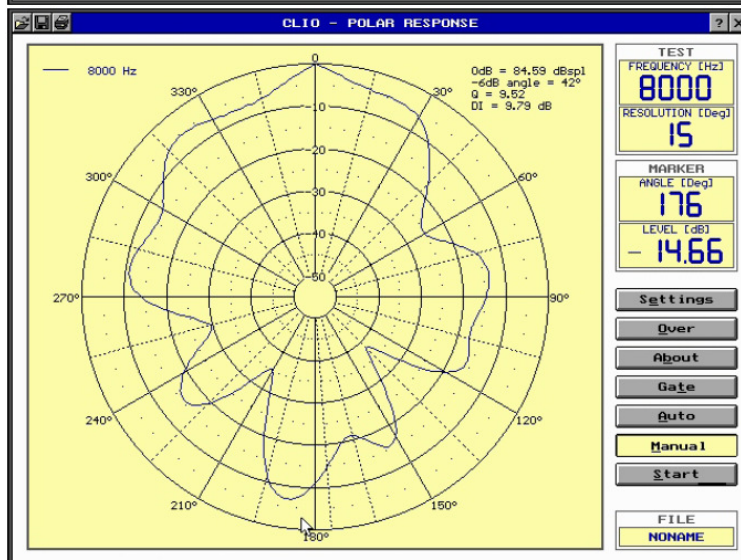 CLIO - POLAR RESPONSE
? X
8000 Hz
0dB = 84.59 dBspl
-6dB angle = 42°
Q = 9.52
DI = 9.79 dB
0
330°
30°
-10
-20
300°
60°
-30
-40
-50
270°
90°
240°
120°
210°
150°
180°
TEST
FREQUENCY [Hz]
8000
RESOLUTION [Deg]
15
MARKER
ANGLE [Deg]
176
LEVEL [dB]
- 14.66
Settings
Over
About
Gate
Auto
Manual
Start
FILE
NONAME